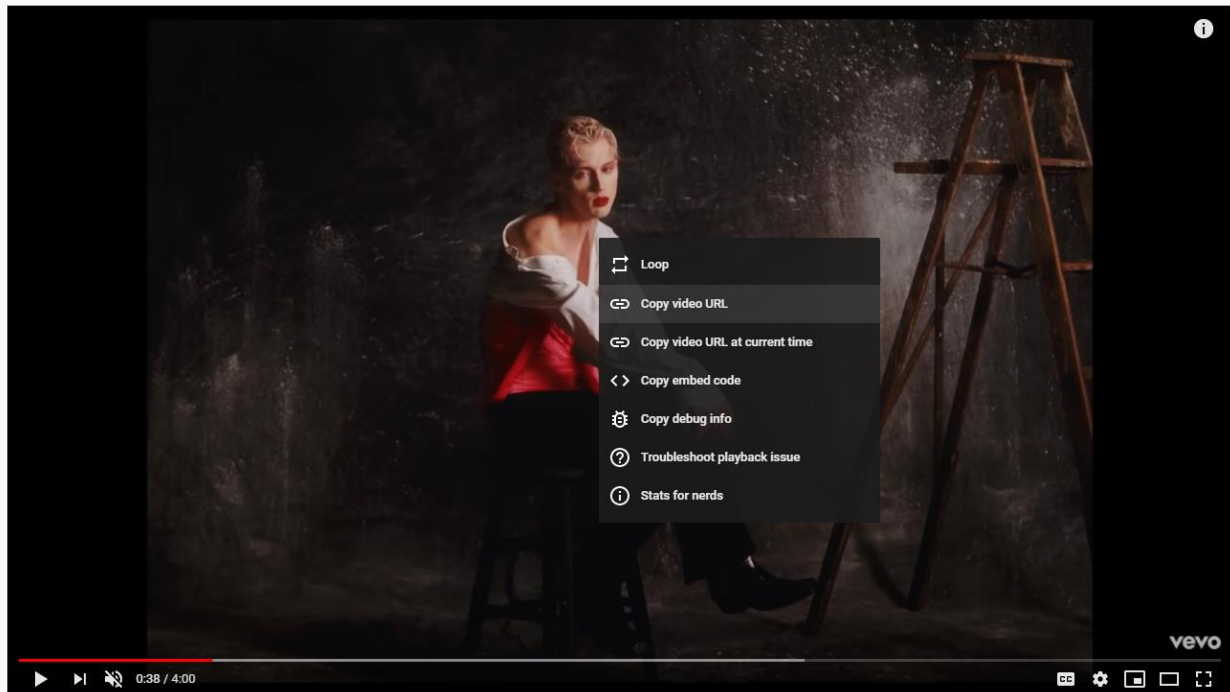 Loop
Copy video URL
Copy video URL at current time
Copy embed code
Copy debug info
Troubleshoot playback issue
Stats for nerds
vevo
0:38 / 4:00
CC